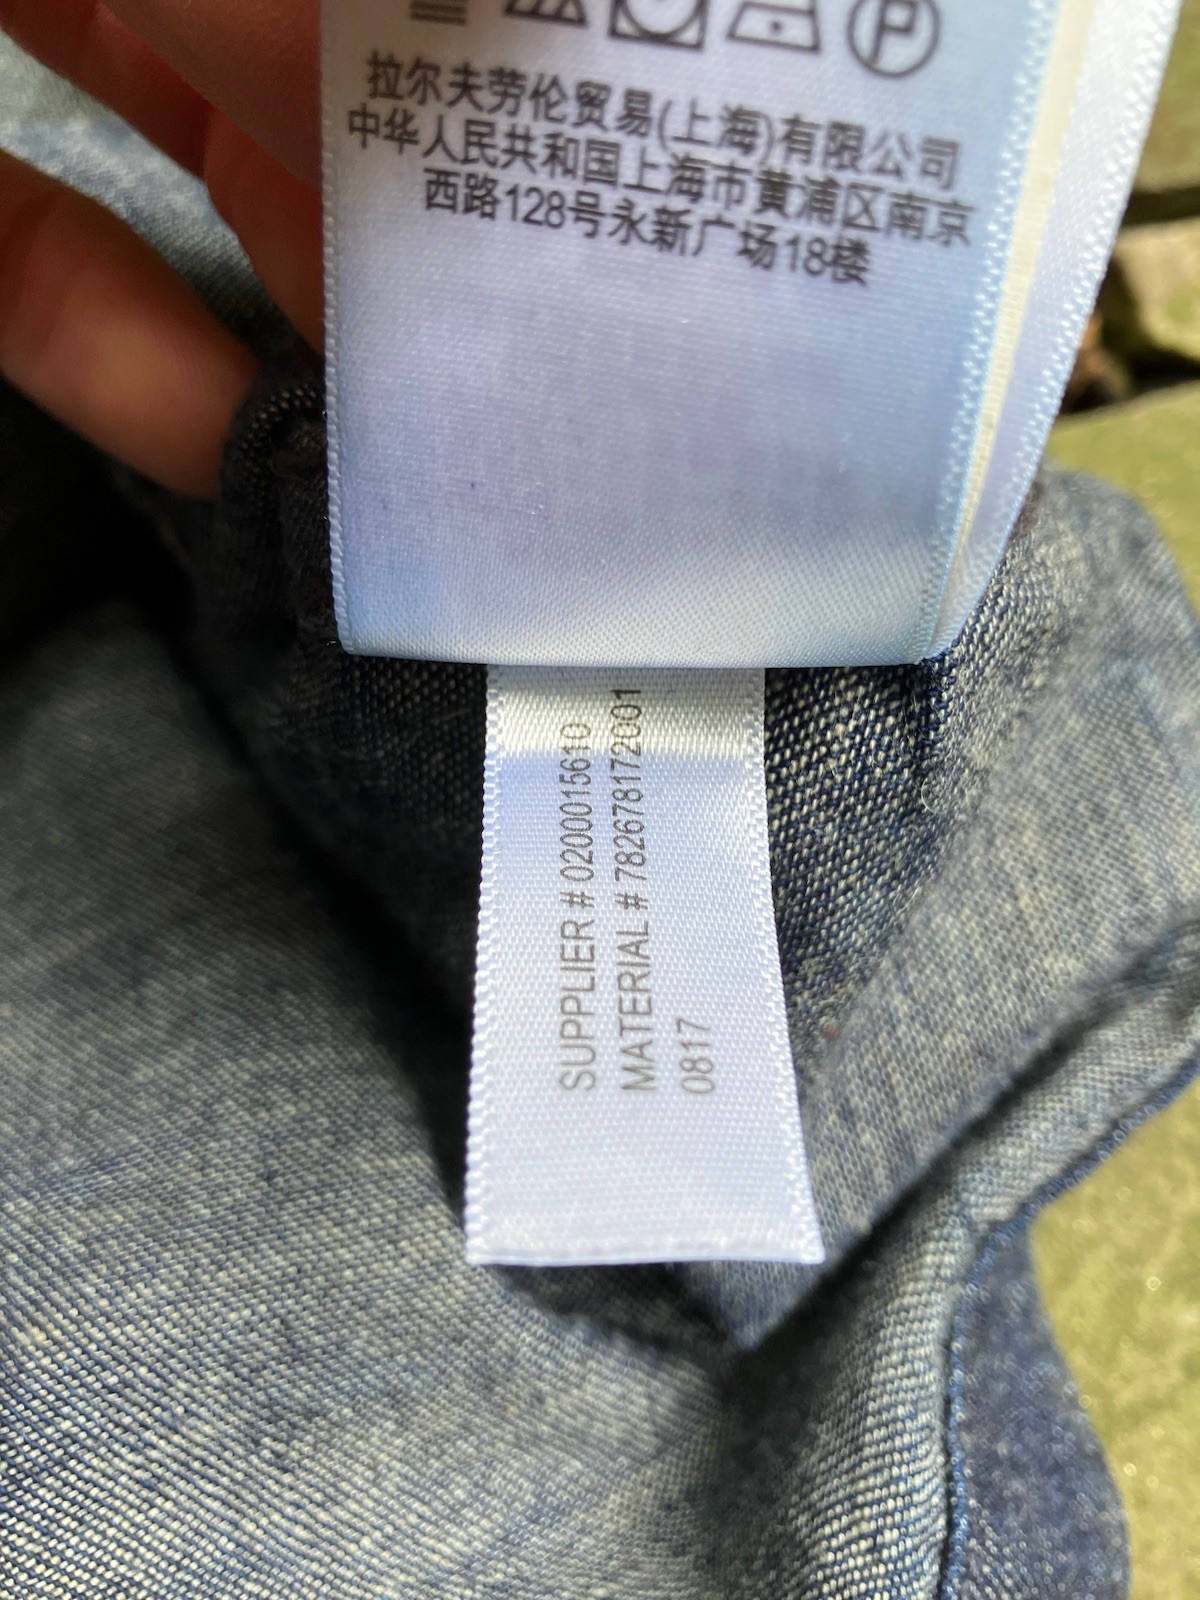 拉尔夫劳伦贸易(上海)有限公司
中华人民共和国上海市黄浦区南京
西路128号永新广场18楼
SUPPLIER # 0200015610
MATERIAL # 782678172001
0817
P